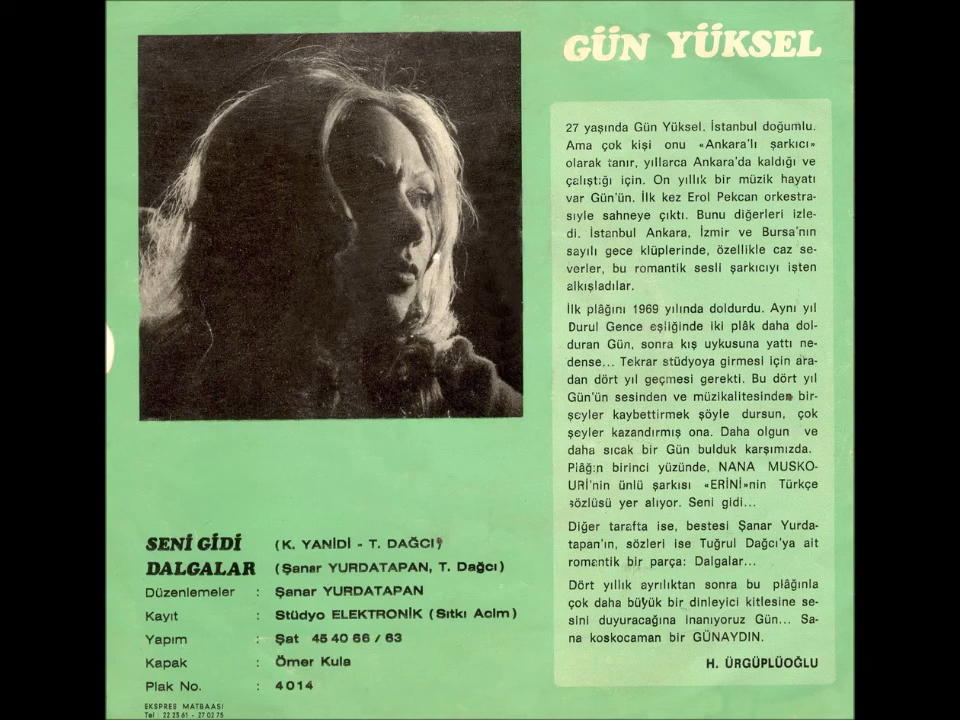 GÜN YÜKSEL
27 yaşında Gün Yüksel. İstanbul doğumlu.
Ama çok kişi onu «Ankara'lı şarkıcı»
olarak tanır, yıllarca Ankara'da kaldığı ve
çalıştığı için. On yıllık bir müzik hayatı
var Gün'ün. İlk kez Erol Pekcan orkestra-
sıyle sahneye çıktı. Bunu diğerleri izle-
di. İstanbul Ankara, İzmir ve Bursa'nın
sayılı gece klüplerinde, özellikle caz se-
verler, bu romantik sesli şarkıcıyı işten
alkışladılar.
İlk plâğını 1969 yılında doldurdu. Aynı yıl
Durul Gence eşliğinde iki plâk daha dol-
duran Gün, sonra kış uykusuna yattı ne-
dense... Tekrar stüdyoya girmesi için ara-
dan dört yıl geçmesi gerekti. Bu dört yıl
Gün'ün sesinden ve müzikalitesinden bir-
şeyler kaybettirmek şöyle dursun, çok
şeyler kazandırmış ona. Daha olgun ve
daha sıcak bir Gün bulduk karşımızda.
Plâğın birinci yüzünde, NANA MUSKO-
URİ'nin ünlü şarkısı «ERİNİ»nin Türkçe
sözlüsü yer alıyor. Seni gidi...
Diğer tarafta ise, bestesi Şanar Yurda-
tapan'ın, sözleri ise Tuğrul Dağcı'ya ait
romantik bir parça: Dalgalar...
Dört yıllık ayrılıktan sonra bu plâğınla
çok daha büyük bir dinleyici kitlesine se-
sini duyuracağına inanıyoruz Gün... Sa-
na koskocaman bir GÜNAYDIN.
H. ÜRGÜPLÜOĞLU
SENİ GİDİ (K. YANİDİ - T. DAĞCI)
DALGALAR (Şanar YURDATAPAN, T. Dağcı)
Düzenlemeler : Şanar YURDATAPAN
Kayıt : Stüdyo ELEKTRONİK (Sıtkı Acim)
Yapım : Şat 45 40 66 / 63
Kapak : Ömer Kula
Plak No. : 4014
EKSPRES MATBAASI
Tel : 22 23 61 - 27 02 75